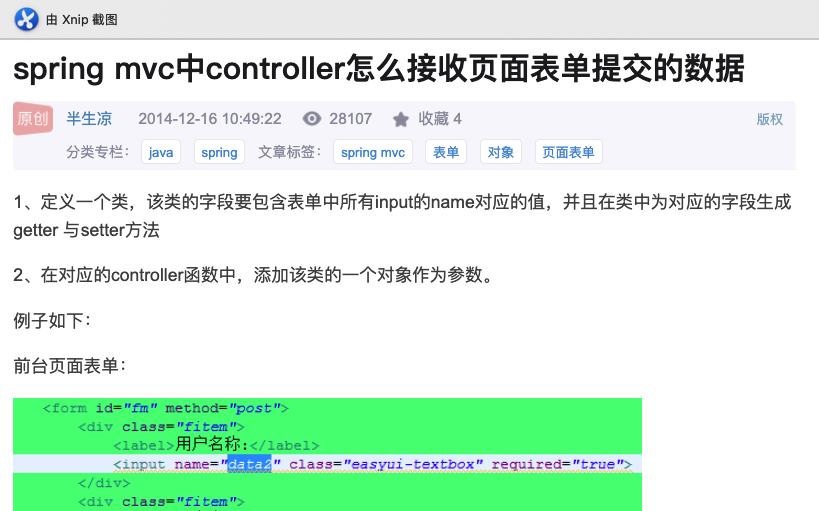 由 Xnip 截图
spring mvc中controller怎么接收页面表单提交的数据
原创 半生凉 2014-12-16 10:49:22 28107 收藏 4 版权
分类专栏： java spring 文章标签： spring mvc 表单 对象 页面表单
1、定义一个类，该类的字段要包含表单中所有input的name对应的值，并且在类中为对应的字段生成
getter 与setter方法
2、在对应的controller函数中，添加该类的一个对象作为参数。
例子如下：
前台页面表单：
<form id="fm" method="post">
<div class="fitem">
<label>用户名称:</label>
<input name="data2" class="easyui-textbox" required="true">
</div>
<div class="fitem">